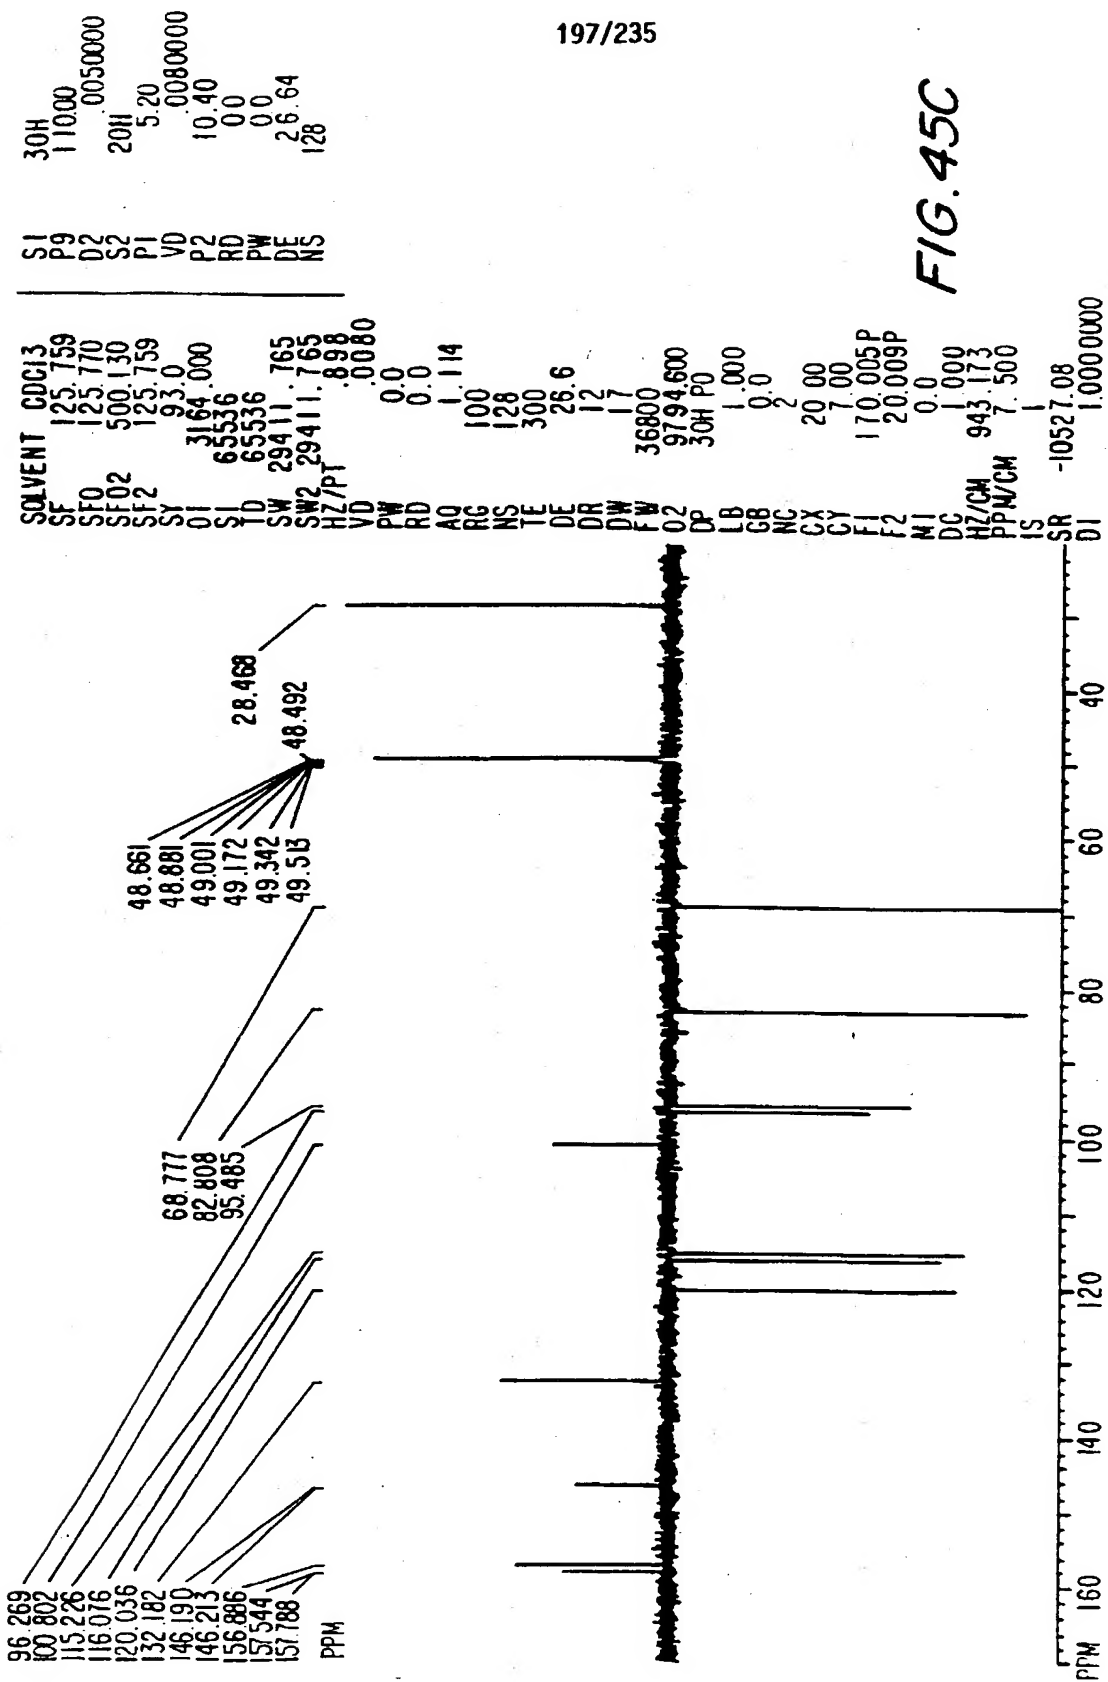 197/235
96.269
100.802
115.226
116.076
120.036
132.182
146.190
146.213
156.886
157.544
157.788
PPM
68.777
82.808
95.485
48.661
48.881
49.001
49.172
49.342
49.513
48.492
28.468
SOLVENT CDCl3
SF 125.759
SFO 125.770
SFO2 500.130
SF2 125.759
SY 93.0
O1 3164.000
SI 65536
TD 65536
SW 29411.765
SW2 29411.765
HZ/PT .898
VD .0080
PW 0.0
RD 0.0
AQ 1.114
RG 100
NS 128
TE 300
DE 26.6
DR 12
DW 17
FW 36800
O2 9794.600
DP 30H PO
LB 1.000
GB 0.0
NC 2
CX 20.00
CY 7.00
F1 170.005P
F2 20.009P
MI 0.0
DC 1.000
HZ/CM 943.173
PPM/CM 7.500
IS 1
SR -10527.08
D1 1.0000000
S1 30H
P9 110.00
D2 .0050000
S2 20H
P1 5.20
VD .0080000
P2 10.40
RD 0.0
PW 0.0
DE 26.64
NS 128
PPM 160 140 120 100 80 60 40
FIG. 45C